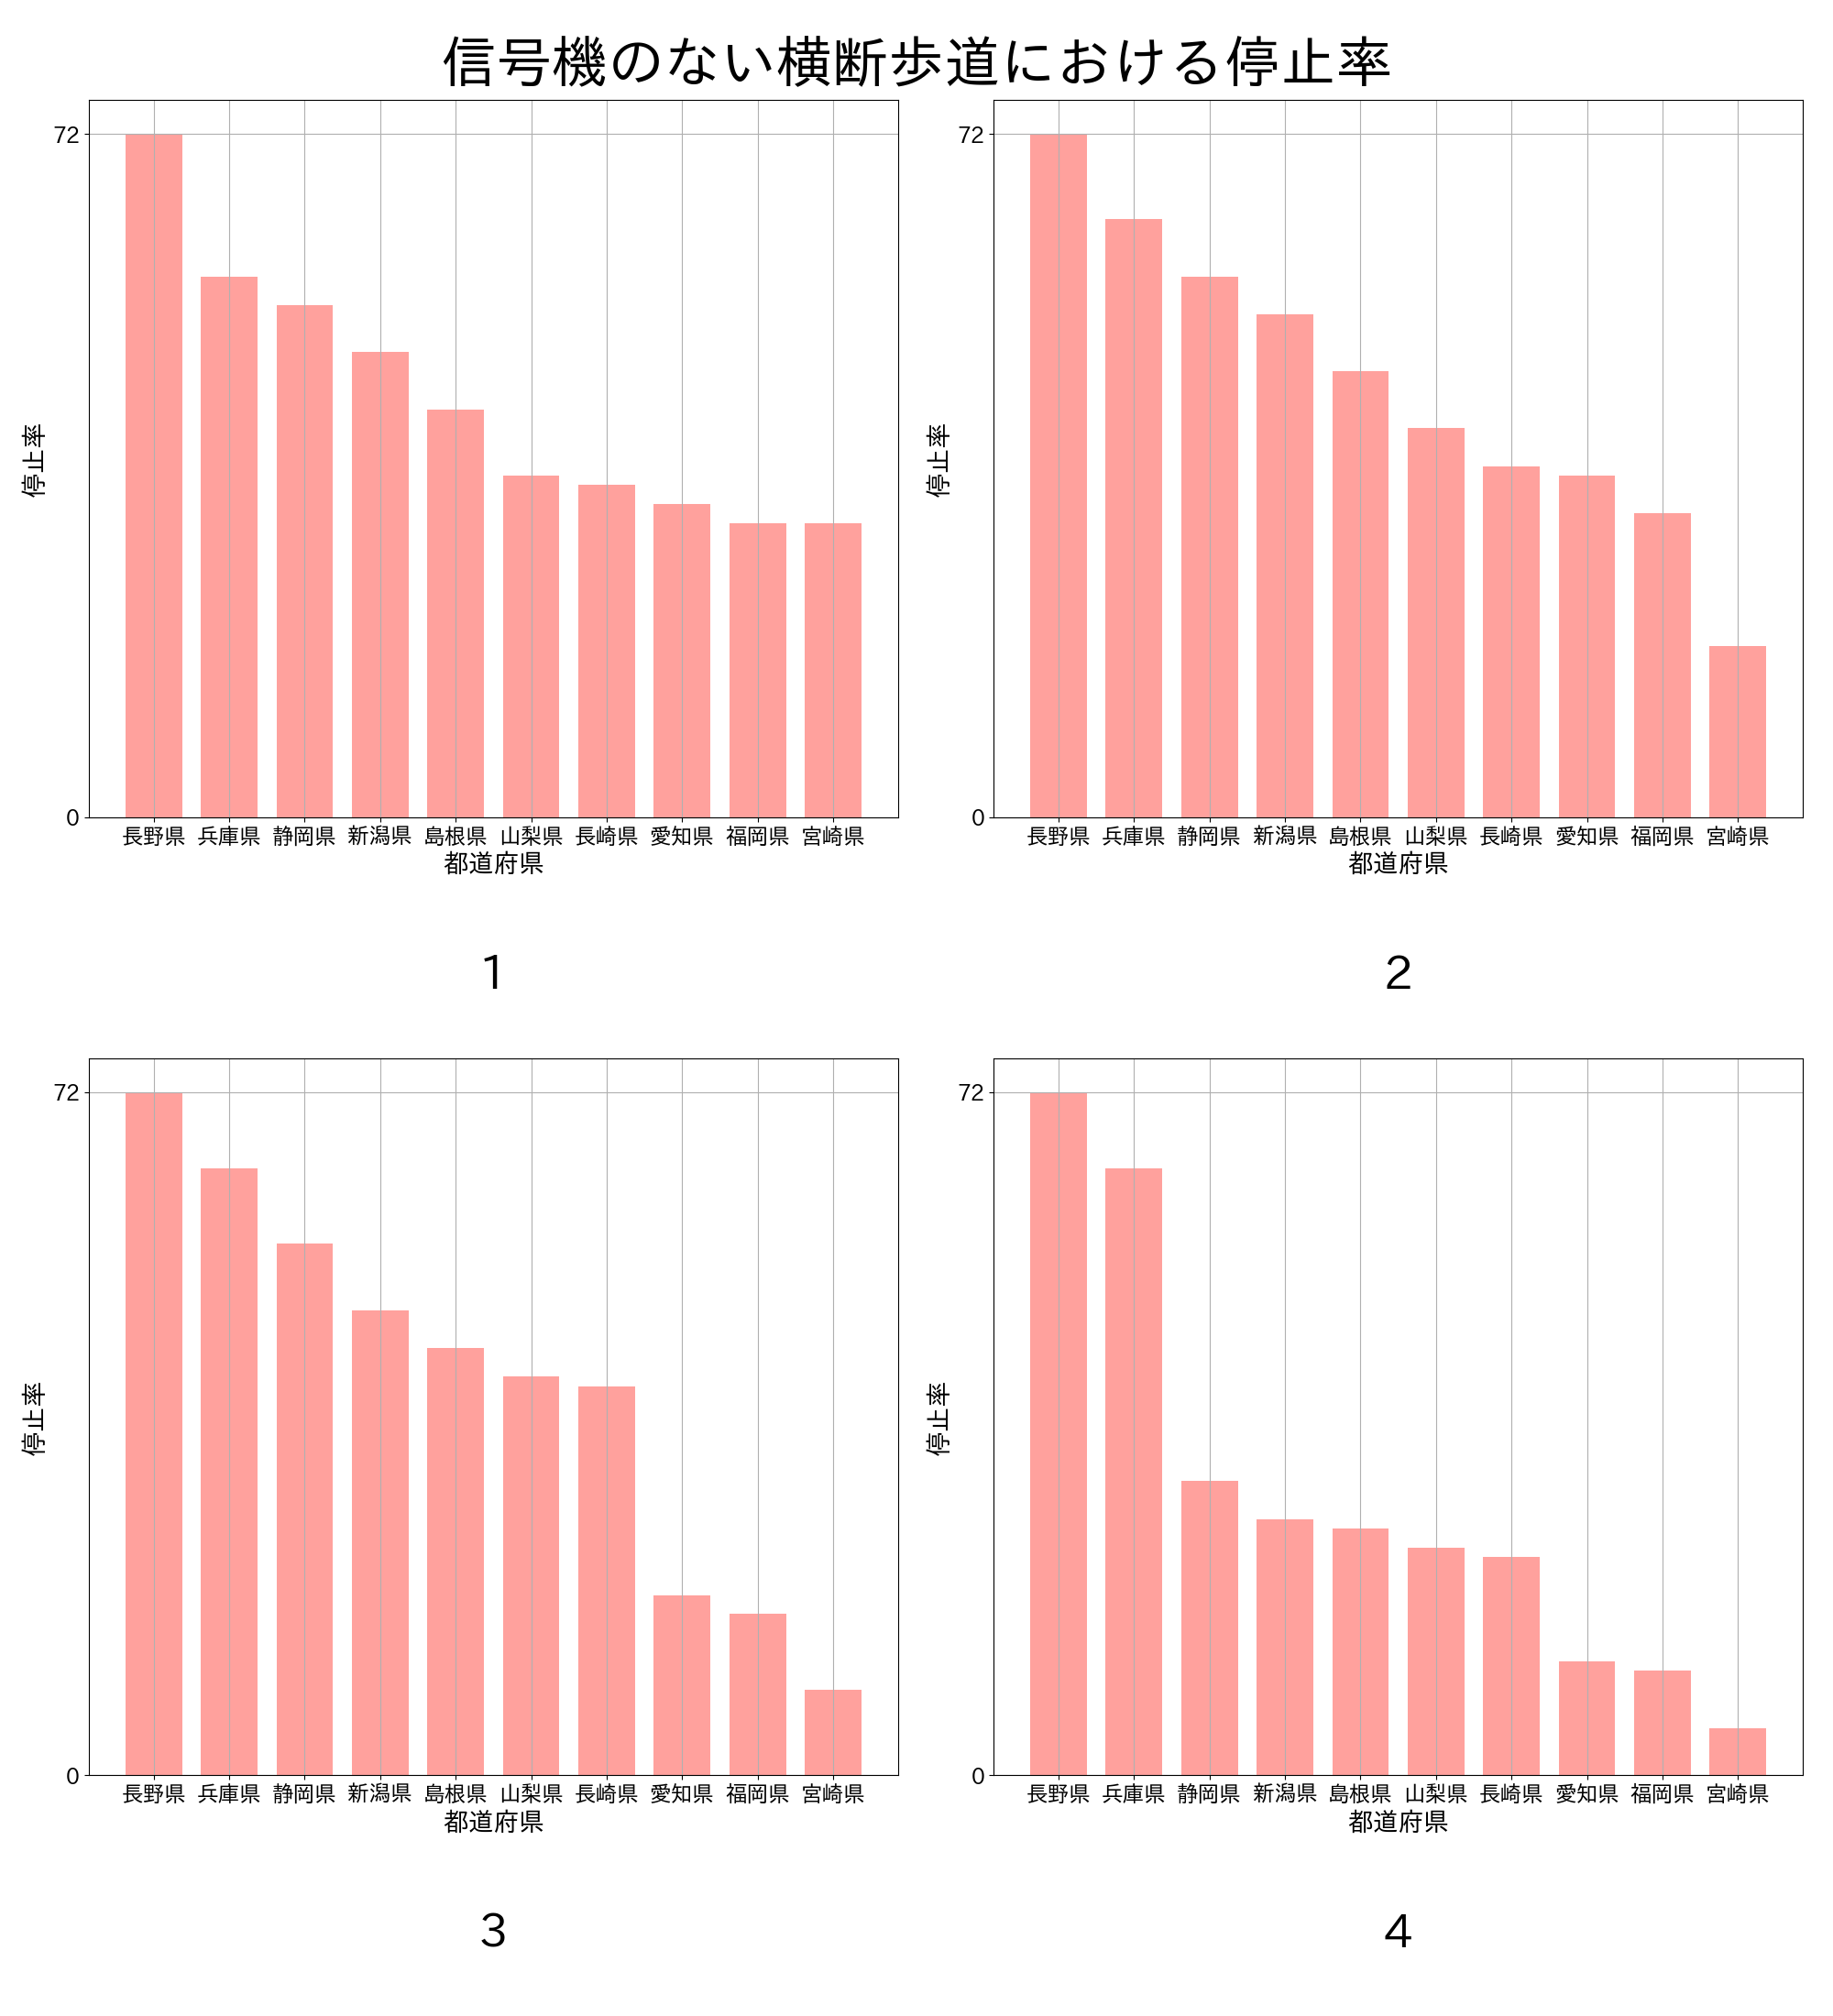 信号機のない横断歩道における停止率
72
0
停止率
長野県 兵庫県 静岡県 新潟県 島根県 山梨県 長崎県 愛知県 福岡県 宮崎県
都道府県
1
72
0
停止率
長野県 兵庫県 静岡県 新潟県 島根県 山梨県 長崎県 愛知県 福岡県 宮崎県
都道府県
2
72
0
停止率
長野県 兵庫県 静岡県 新潟県 島根県 山梨県 長崎県 愛知県 福岡県 宮崎県
都道府県
3
72
0
停止率
長野県 兵庫県 静岡県 新潟県 島根県 山梨県 長崎県 愛知県 福岡県 宮崎県
都道府県
4